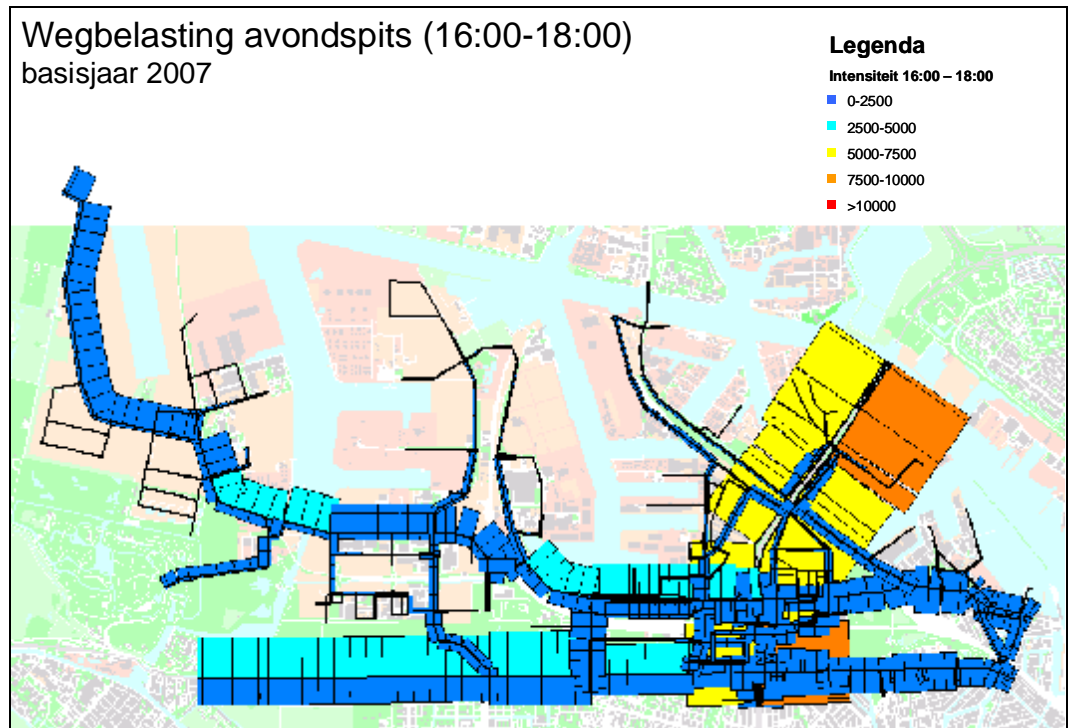 Wegbelasting avondspits (16:00-18:00)
basisjaar 2007
Legenda
Intensiteit 16:00 – 18:00
0-2500
2500-5000
5000-7500
7500-10000
>10000